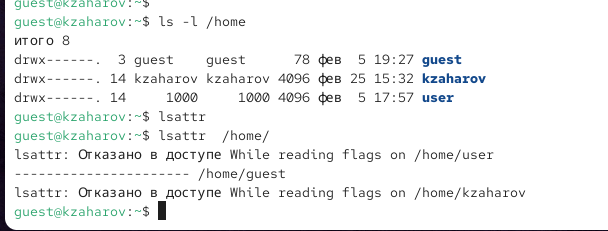 guest@kzaharov:~$
guest@kzaharov:~$ ls -l /home
итого 8
drwx------.  3 guest    guest      78 фев  5 19:27 guest
drwx------. 14 kzaharov kzaharov 4096 фев 25 15:32 kzaharov
drwx------. 14     1000     1000 4096 фев  5 17:57 user
guest@kzaharov:~$ lsattr
guest@kzaharov:~$ lsattr  /home/
lsattr: Отказано в доступе While reading flags on /home/user
---------------------- /home/guest
lsattr: Отказано в доступе While reading flags on /home/kzaharov
guest@kzaharov:~$